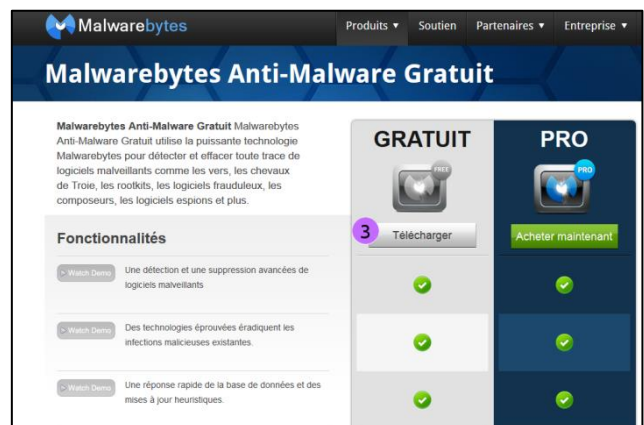 Malwarebytes
Produits ▾ Soutien Partenaires ▾ Entreprise ▾
Malwarebytes Anti-Malware Gratuit
Malwarebytes Anti-Malware Gratuit Malwarebytes
Anti-Malware Gratuit utilise la puissante technologie
Malwarebytes pour détecter et effacer toute trace de
logiciels malveillants comme les vers, les chevaux
de Troie, les rootkits, les logiciels frauduleux, les
composeurs, les logiciels espions et plus.
GRATUIT PRO
FREE PRO
3 Télécharger Acheter maintenant
Fonctionnalités
Watch Demo
Une détection et une suppression avancées de
logiciels malveillants
Watch Demo
Des technologies éprouvées éradiquent les
infections malicieuses existantes.
Watch Demo
Une réponse rapide de la base de données et des
mises à jour heuristiques.